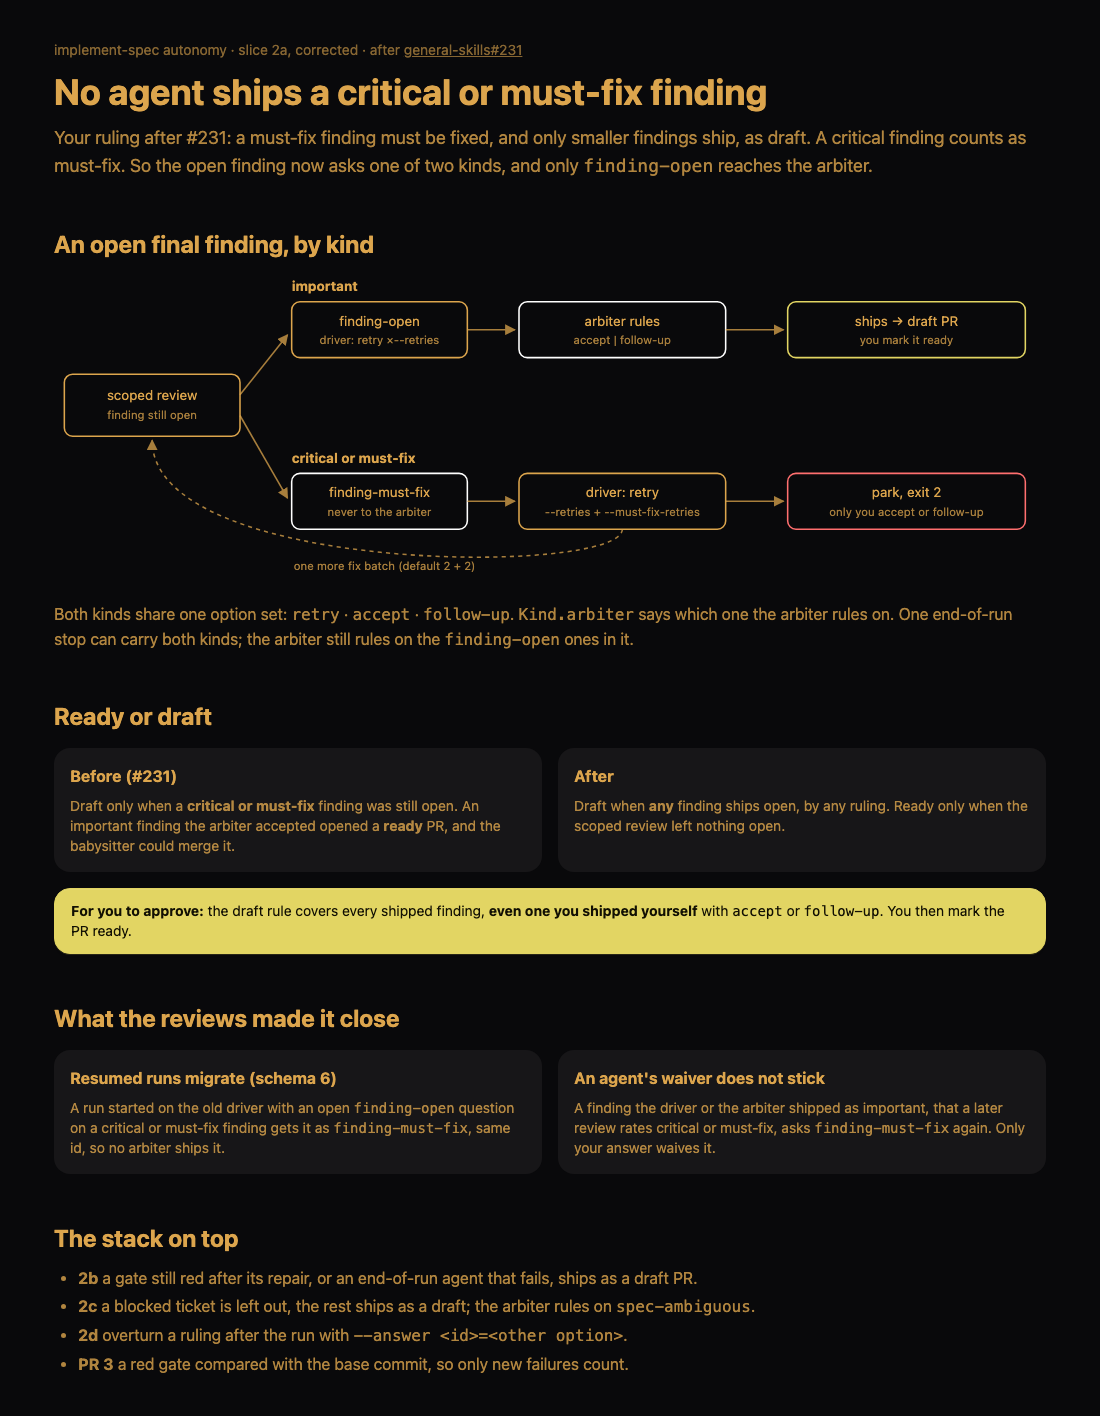 implement-spec autonomy · slice 2a, corrected · after general-skills#231
No agent ships a critical or must-fix finding
Your ruling after #231: a must-fix finding must be fixed, and only smaller findings ship, as draft. A critical finding counts as
must-fix. So the open finding now asks one of two kinds, and only finding-open reaches the arbiter.
An open final finding, by kind
important
finding-open
driver: retry ×--retries
arbiter rules
accept | follow-up
ships → draft PR
you mark it ready
scoped review
finding still open
critical or must-fix
finding-must-fix
never to the arbiter
driver: retry
--retries + --must-fix-retries
park, exit 2
only you accept or follow-up
one more fix batch (default 2 + 2)
Both kinds share one option set: retry · accept · follow-up. Kind.arbiter says which one the arbiter rules on. One end-of-run
stop can carry both kinds; the arbiter still rules on the finding-open ones in it.
Ready or draft
Before (#231)
Draft only when a critical or must-fix finding was still open. An
important finding the arbiter accepted opened a ready PR, and the
babysitter could merge it.
After
Draft when any finding ships open, by any ruling. Ready only when the
scoped review left nothing open.
For you to approve: the draft rule covers every shipped finding, even one you shipped yourself with accept or follow-up. You then mark the
PR ready.
What the reviews made it close
Resumed runs migrate (schema 6)
A run started on the old driver with an open finding-open question
on a critical or must-fix finding gets it as finding-must-fix, same
id, so no arbiter ships it.
An agent's waiver does not stick
A finding the driver or the arbiter shipped as important, that a later
review rates critical or must-fix, asks finding-must-fix again. Only
your answer waives it.
The stack on top
• 2b a gate still red after its repair, or an end-of-run agent that fails, ships as a draft PR.
• 2c a blocked ticket is left out, the rest ships as a draft; the arbiter rules on spec-ambiguous.
• 2d overturn a ruling after the run with --answer <id>=<other option>.
• PR 3 a red gate compared with the base commit, so only new failures count.